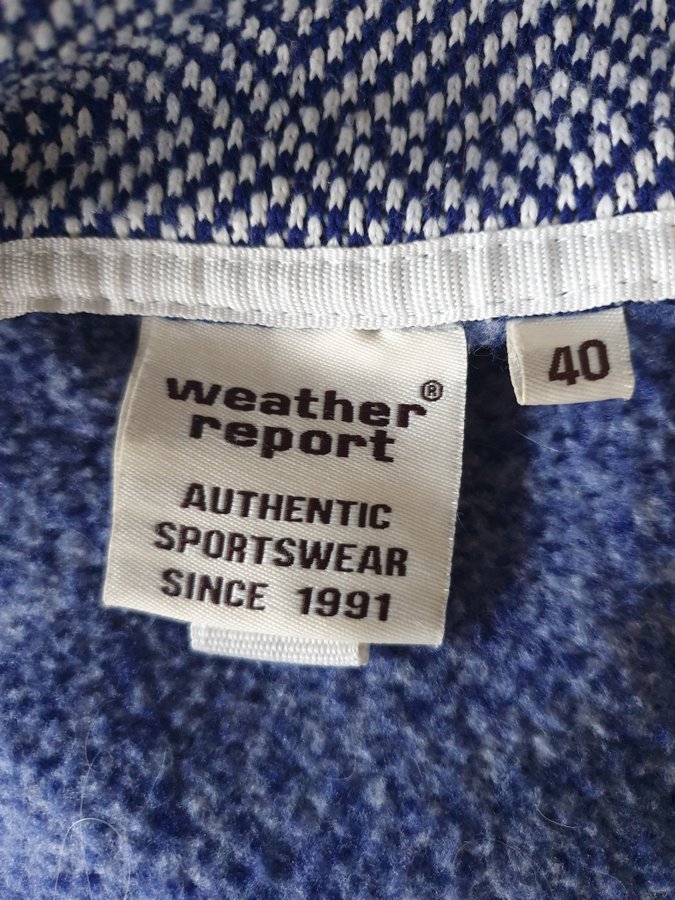 weather®
report
AUTHENTIC
SPORTSWEAR
SINCE 1991
40